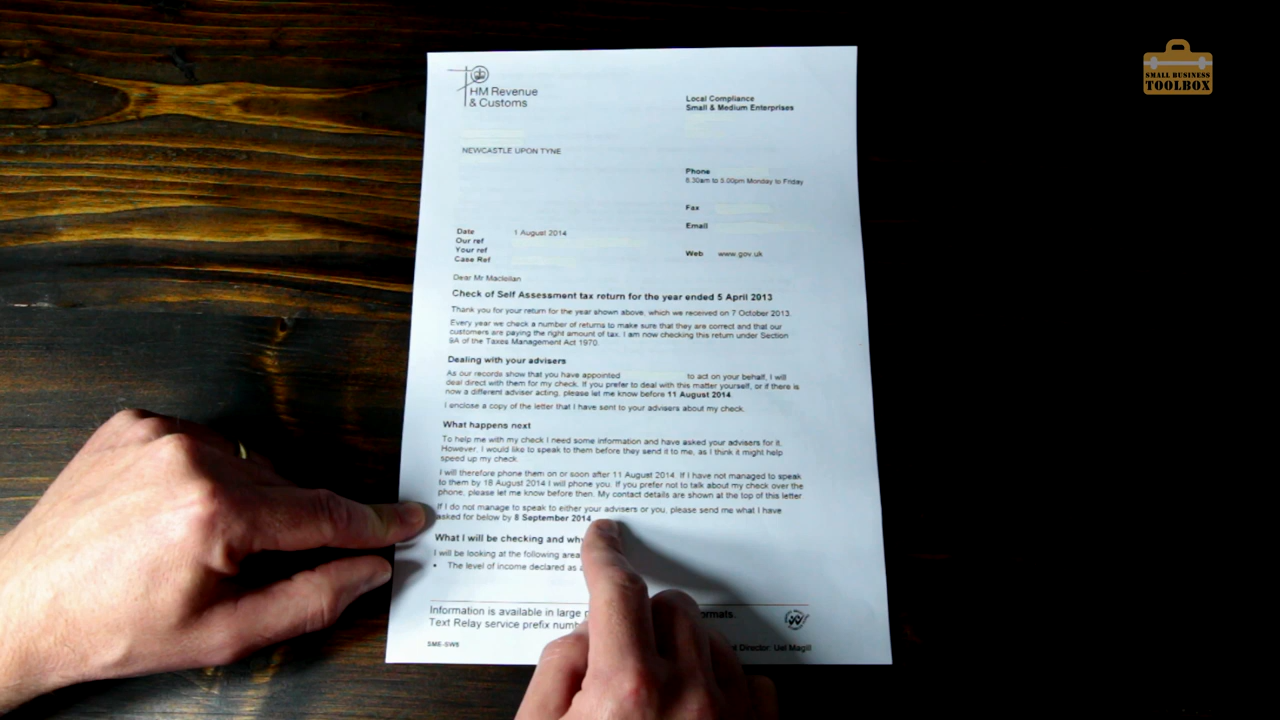 SMALL BUSINESS
TOOLBOX
HM Revenue
& Customs
Local Compliance
Small & Medium Enterprises
NEWCASTLE UPON TYNE
Phone
8.30am to 5.00pm Monday to Friday
Fax
Email
Date 1 August 2014
Our ref
Your ref
Case Ref
Web www.gov.uk
Dear Mr Maclellan
Check of Self Assessment tax return for the year ended 5 April 2013
Thank you for your return for the year shown above, which we received on 7 October 2013.
Every year we check a number of returns to make sure that they are correct and that our
customers are paying the right amount of tax. I am now checking this return under Section
9A of the Taxes Management Act 1970.
Dealing with your advisers
As our records show that you have appointed to act on your behalf, I will
deal direct with them for my check. If you prefer to deal with this matter yourself, or if there is
now a different adviser acting, please let me know before 11 August 2014.
I enclose a copy of the letter that I have sent to your advisers about my check.
What happens next
To help me with my check I need some information and have asked your advisers for it.
However, I would like to speak to them before they send it to me, as I think it might help
speed up my check.
I will therefore phone them on or soon after 11 August 2014. If I have not managed to speak
to them by 18 August 2014 I will phone you. If you prefer not to talk about my check over the
phone, please let me know before then. My contact details are shown at the top of this letter
If I do not manage to speak to either your advisers or you, please send me what I have
asked for below by 8 September 2014
What I will be checking and why
I will be looking at the following area
• The level of income declared as
Information is available in large formats.
Text Relay service prefix numb
SME-SW8
Director: Uel Magill